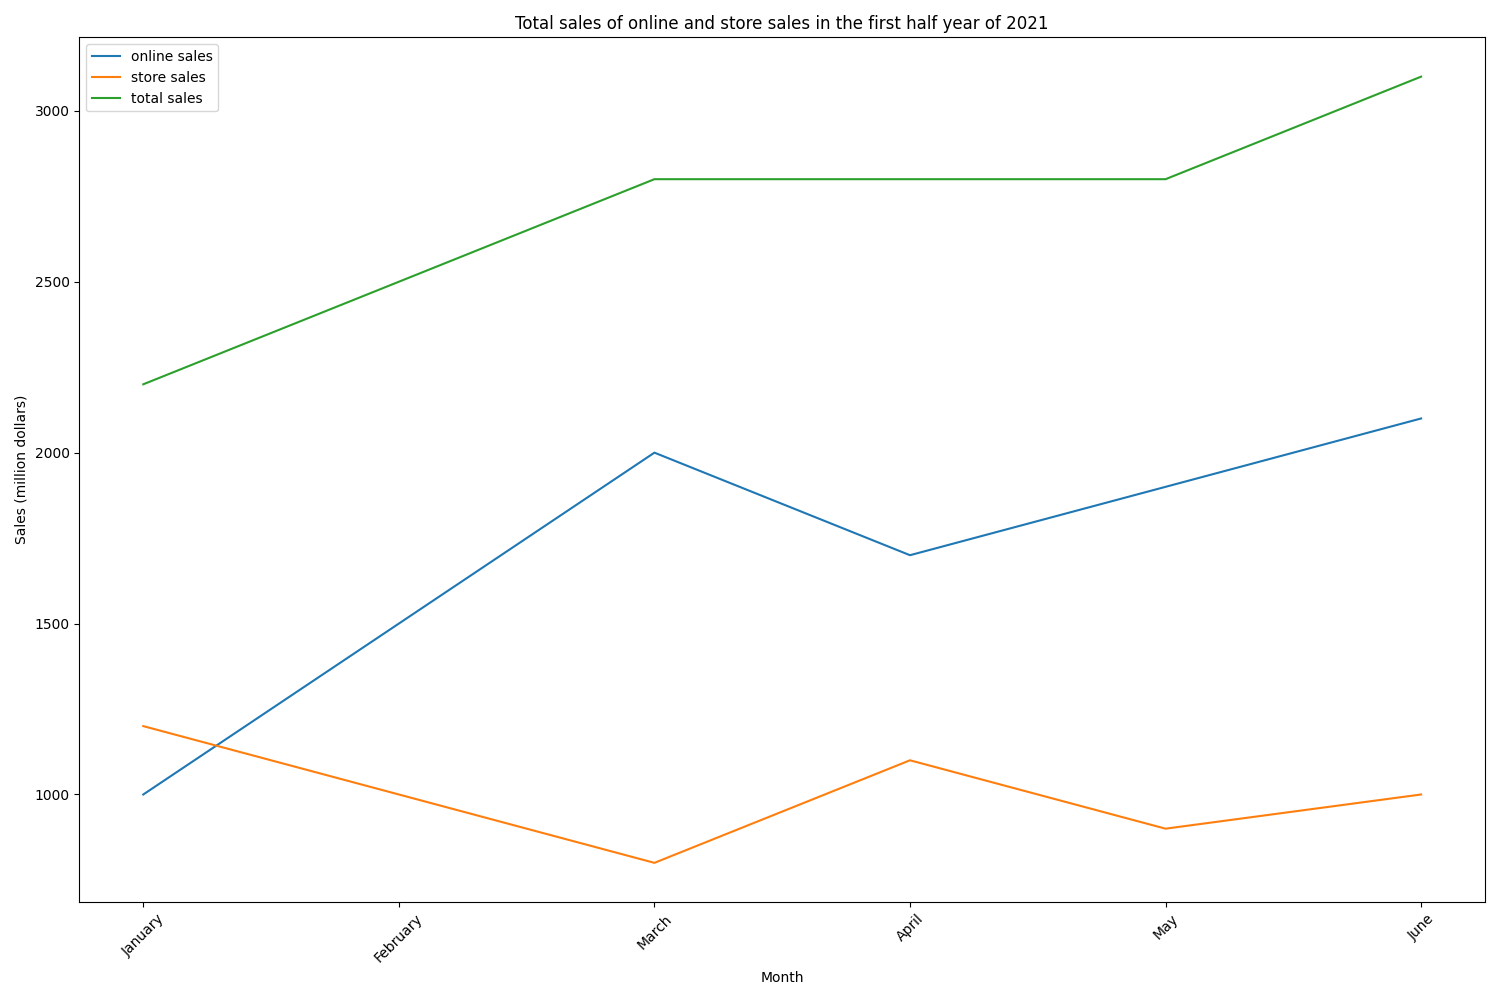 Total sales of online and store sales in the first half year of 2021
online sales
store sales
total sales
3000
2500
2000
1500
1000
Sales (million dollars)
January
February
March
April
May
June
Month